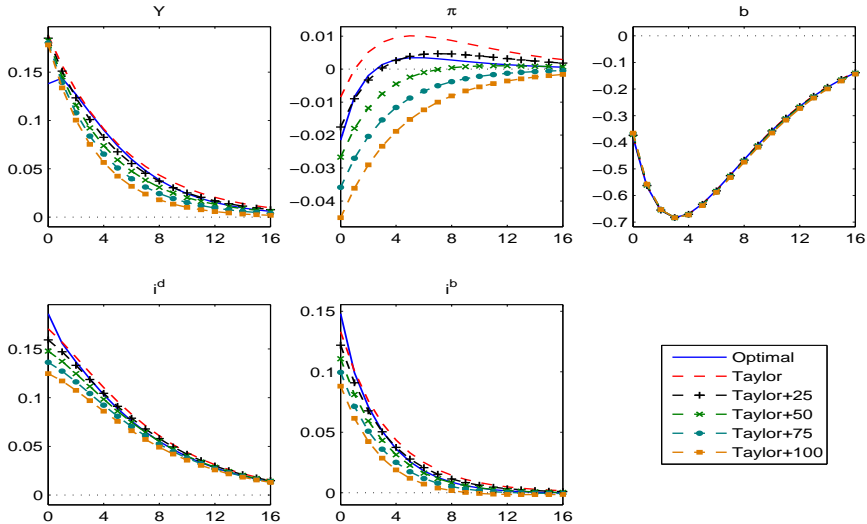 Y
π
b
0.15
0.1
0.05
0
0 4 8 12 16
0.01
0
−0.01
−0.02
−0.03
−0.04
0 4 8 12 16
0
−0.1
−0.2
−0.3
−0.4
−0.5
−0.6
−0.7
0 4 8 12 16
i^d
i^b
0.15
0.1
0.05
0
0 4 8 12 16
0.15
0.1
0.05
0
0 4 8 12 16
Optimal
Taylor
Taylor+25
Taylor+50
Taylor+75
Taylor+100